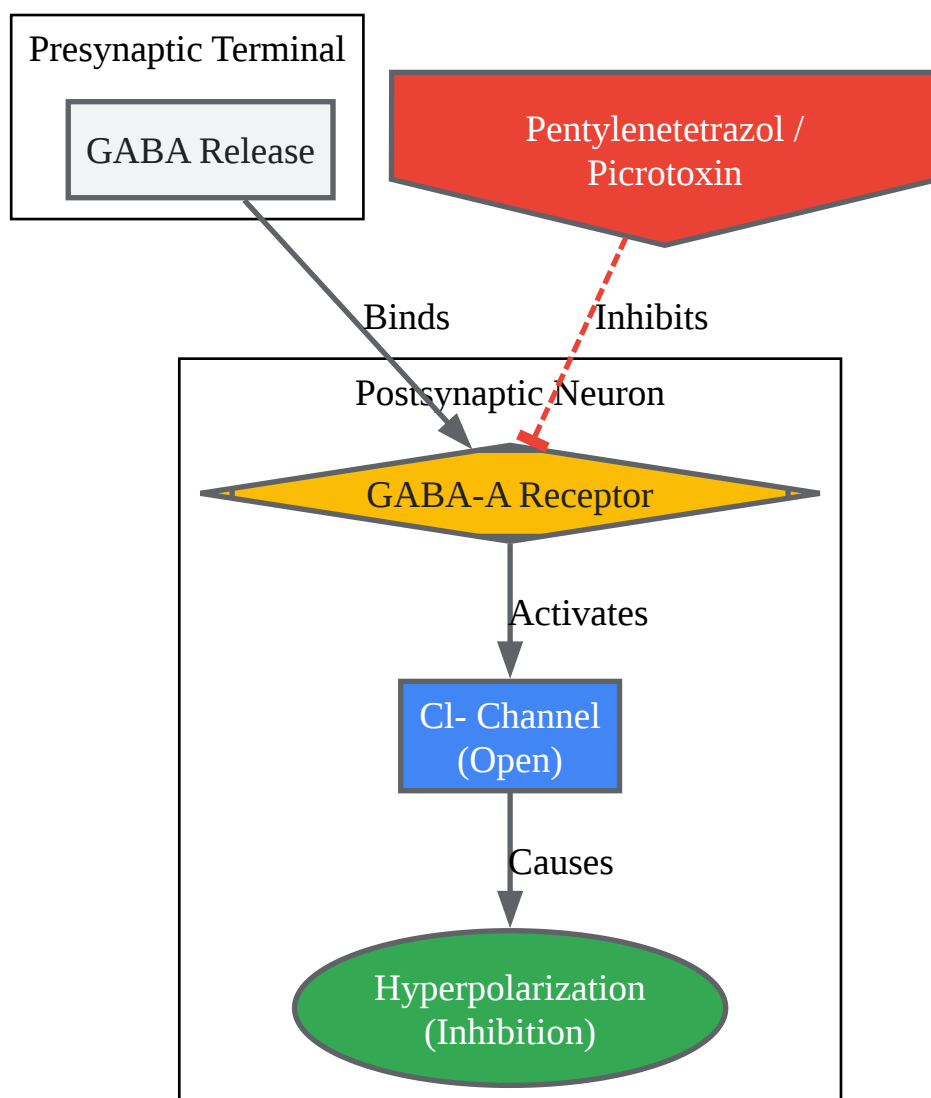 Presynaptic Terminal
GABA Release
Pentylenetetrazol /
Picrotoxin
Binds
Inhibits
Postsynaptic Neuron
GABA-A Receptor
Activates
Cl- Channel
(Open)
Causes
Hyperpolarization
(Inhibition)